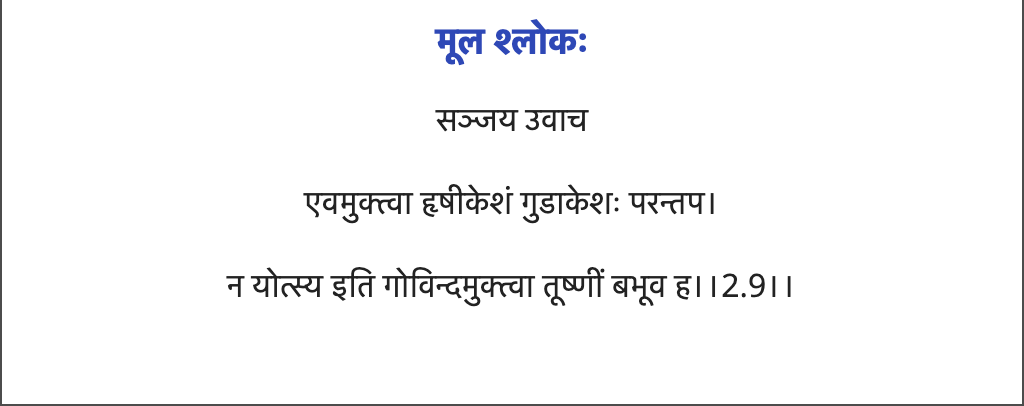 मूल श्लोकः
सञ्जय उवाच
एवमुक्त्वा हृषीकेशं गुडाकेशः परन्तप।
न योत्स्य इति गोविन्दमुक्त्वा तूष्णीं बभूव ह।।2.9।।